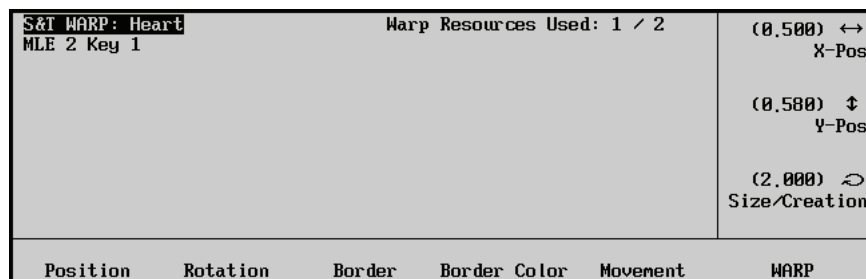 S&T WARP: Heart Warp Resources Used: 1 / 2
MLE 2 Key 1
(0.500) ↔
X-Pos
(0.580) ↕
Y-Pos
(2.000)
Size/Creation
Position Rotation Border Border Color Movement WARP